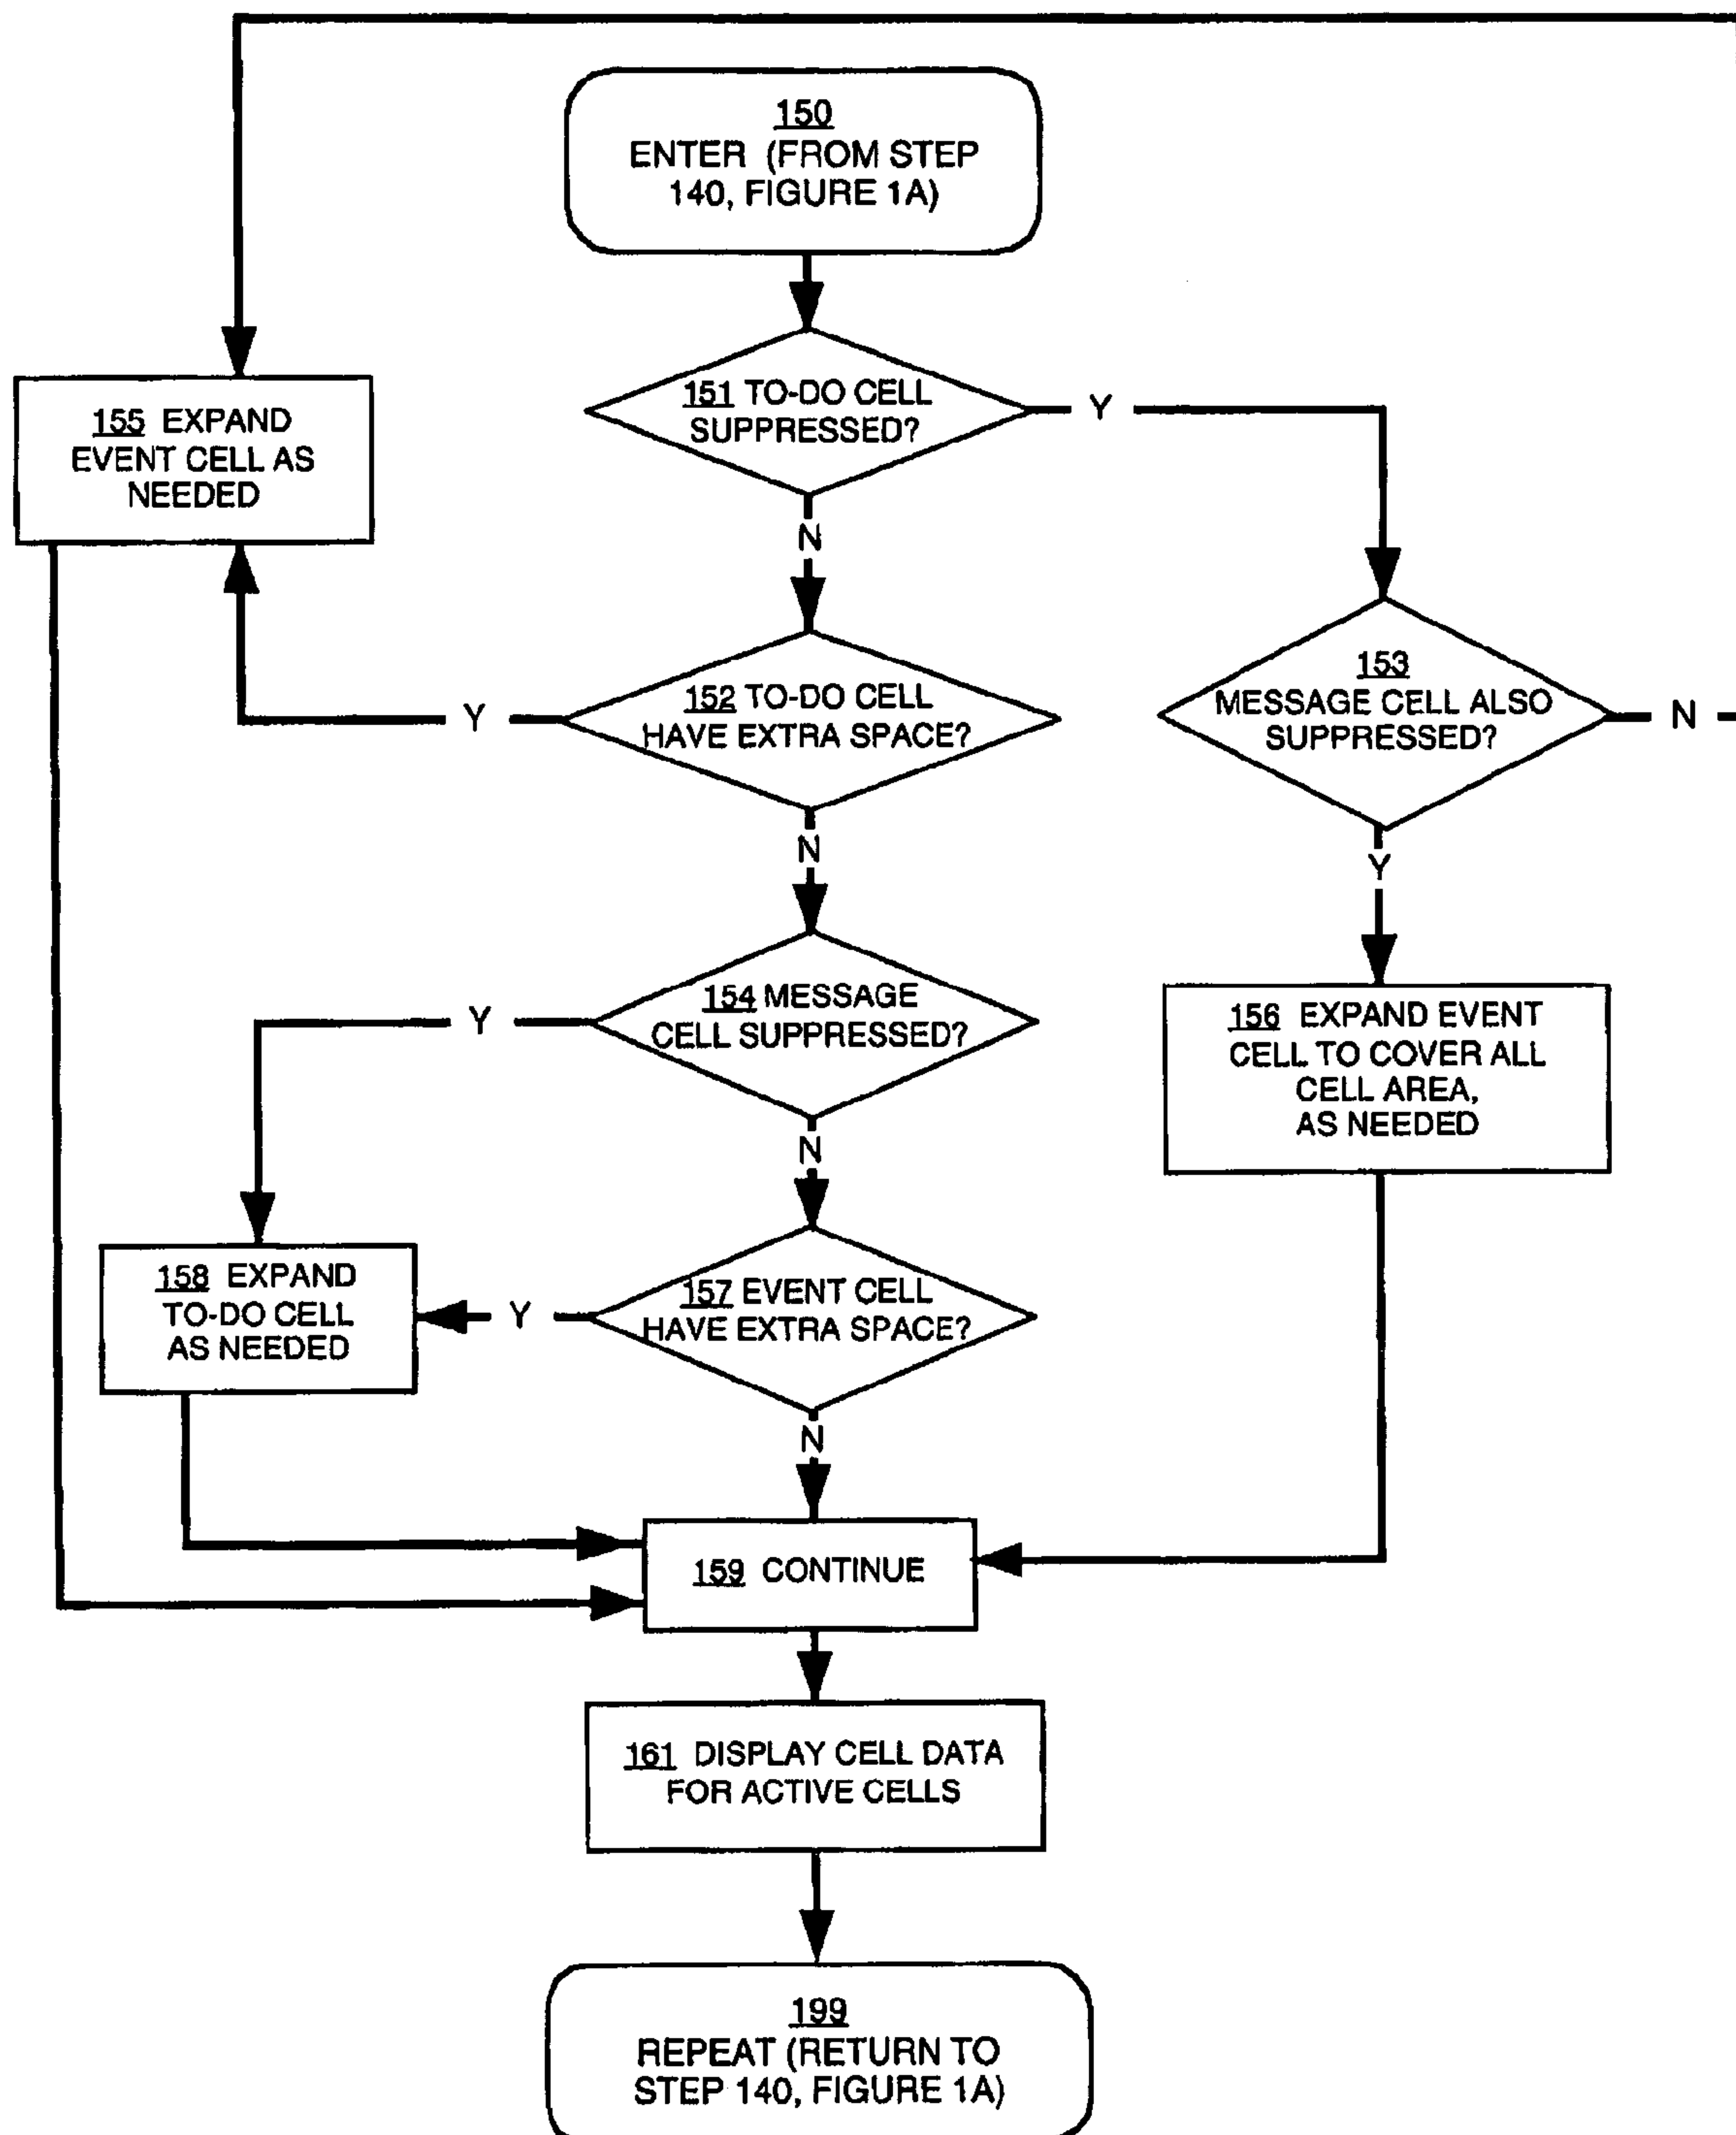 150
ENTER (FROM STEP
140, FIGURE 1A)
151 TO-DO CELL
SUPPRESSED?
Y
155 EXPAND
EVENT CELL AS
NEEDED
N
152 TO-DO CELL
HAVE EXTRA SPACE?
Y
153
MESSAGE CELL ALSO
SUPPRESSED?
N
N
Y
154 MESSAGE
CELL SUPPRESSED?
Y
156 EXPAND EVENT
CELL TO COVER ALL
CELL AREA,
AS NEEDED
N
158 EXPAND
TO-DO CELL
AS NEEDED
Y
157 EVENT CELL
HAVE EXTRA SPACE?
N
159 CONTINUE
161 DISPLAY CELL DATA
FOR ACTIVE CELLS
199
REPEAT (RETURN TO
STEP 140, FIGURE 1A)